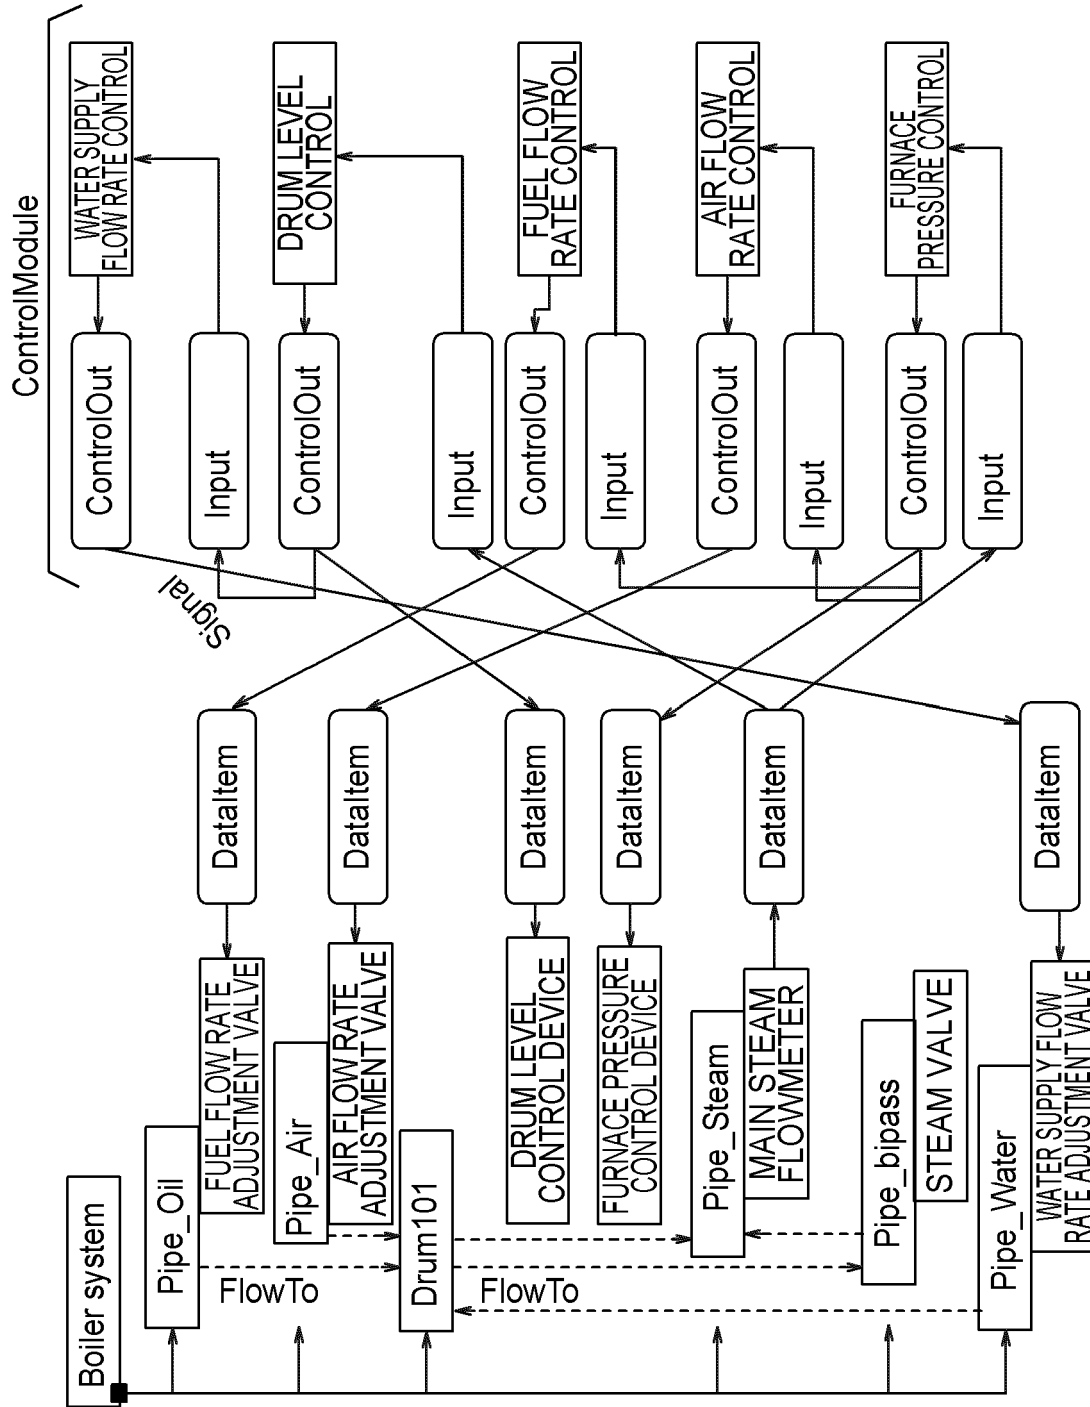 Boiler system
Pipe_Oil
FUEL FLOW RATE
ADJUSTMENT VALVE
DataItem
Pipe_Air
AIR FLOW RATE
ADJUSTMENT VALVE
DataItem
FlowTo
Drum101
FlowTo
DRUM LEVEL
CONTROL DEVICE
DataItem
FURNACE PRESSURE
CONTROL DEVICE
DataItem
Pipe_Steam
MAIN STEAM
FLOWMETER
DataItem
Pipe_bipass
STEAM VALVE
Pipe_Water
WATER SUPPLY FLOW
RATE ADJUSTMENT VALVE
DataItem
Signal
ControlModule
ControlOut
WATER SUPPLY
FLOW RATE CONTROL
Input
ControlOut
DRUM LEVEL
CONTROL
Input
ControlOut
FUEL FLOW
RATE CONTROL
Input
ControlOut
AIR FLOW
RATE CONTROL
Input
ControlOut
FURNACE
PRESSURE CONTROL
Input